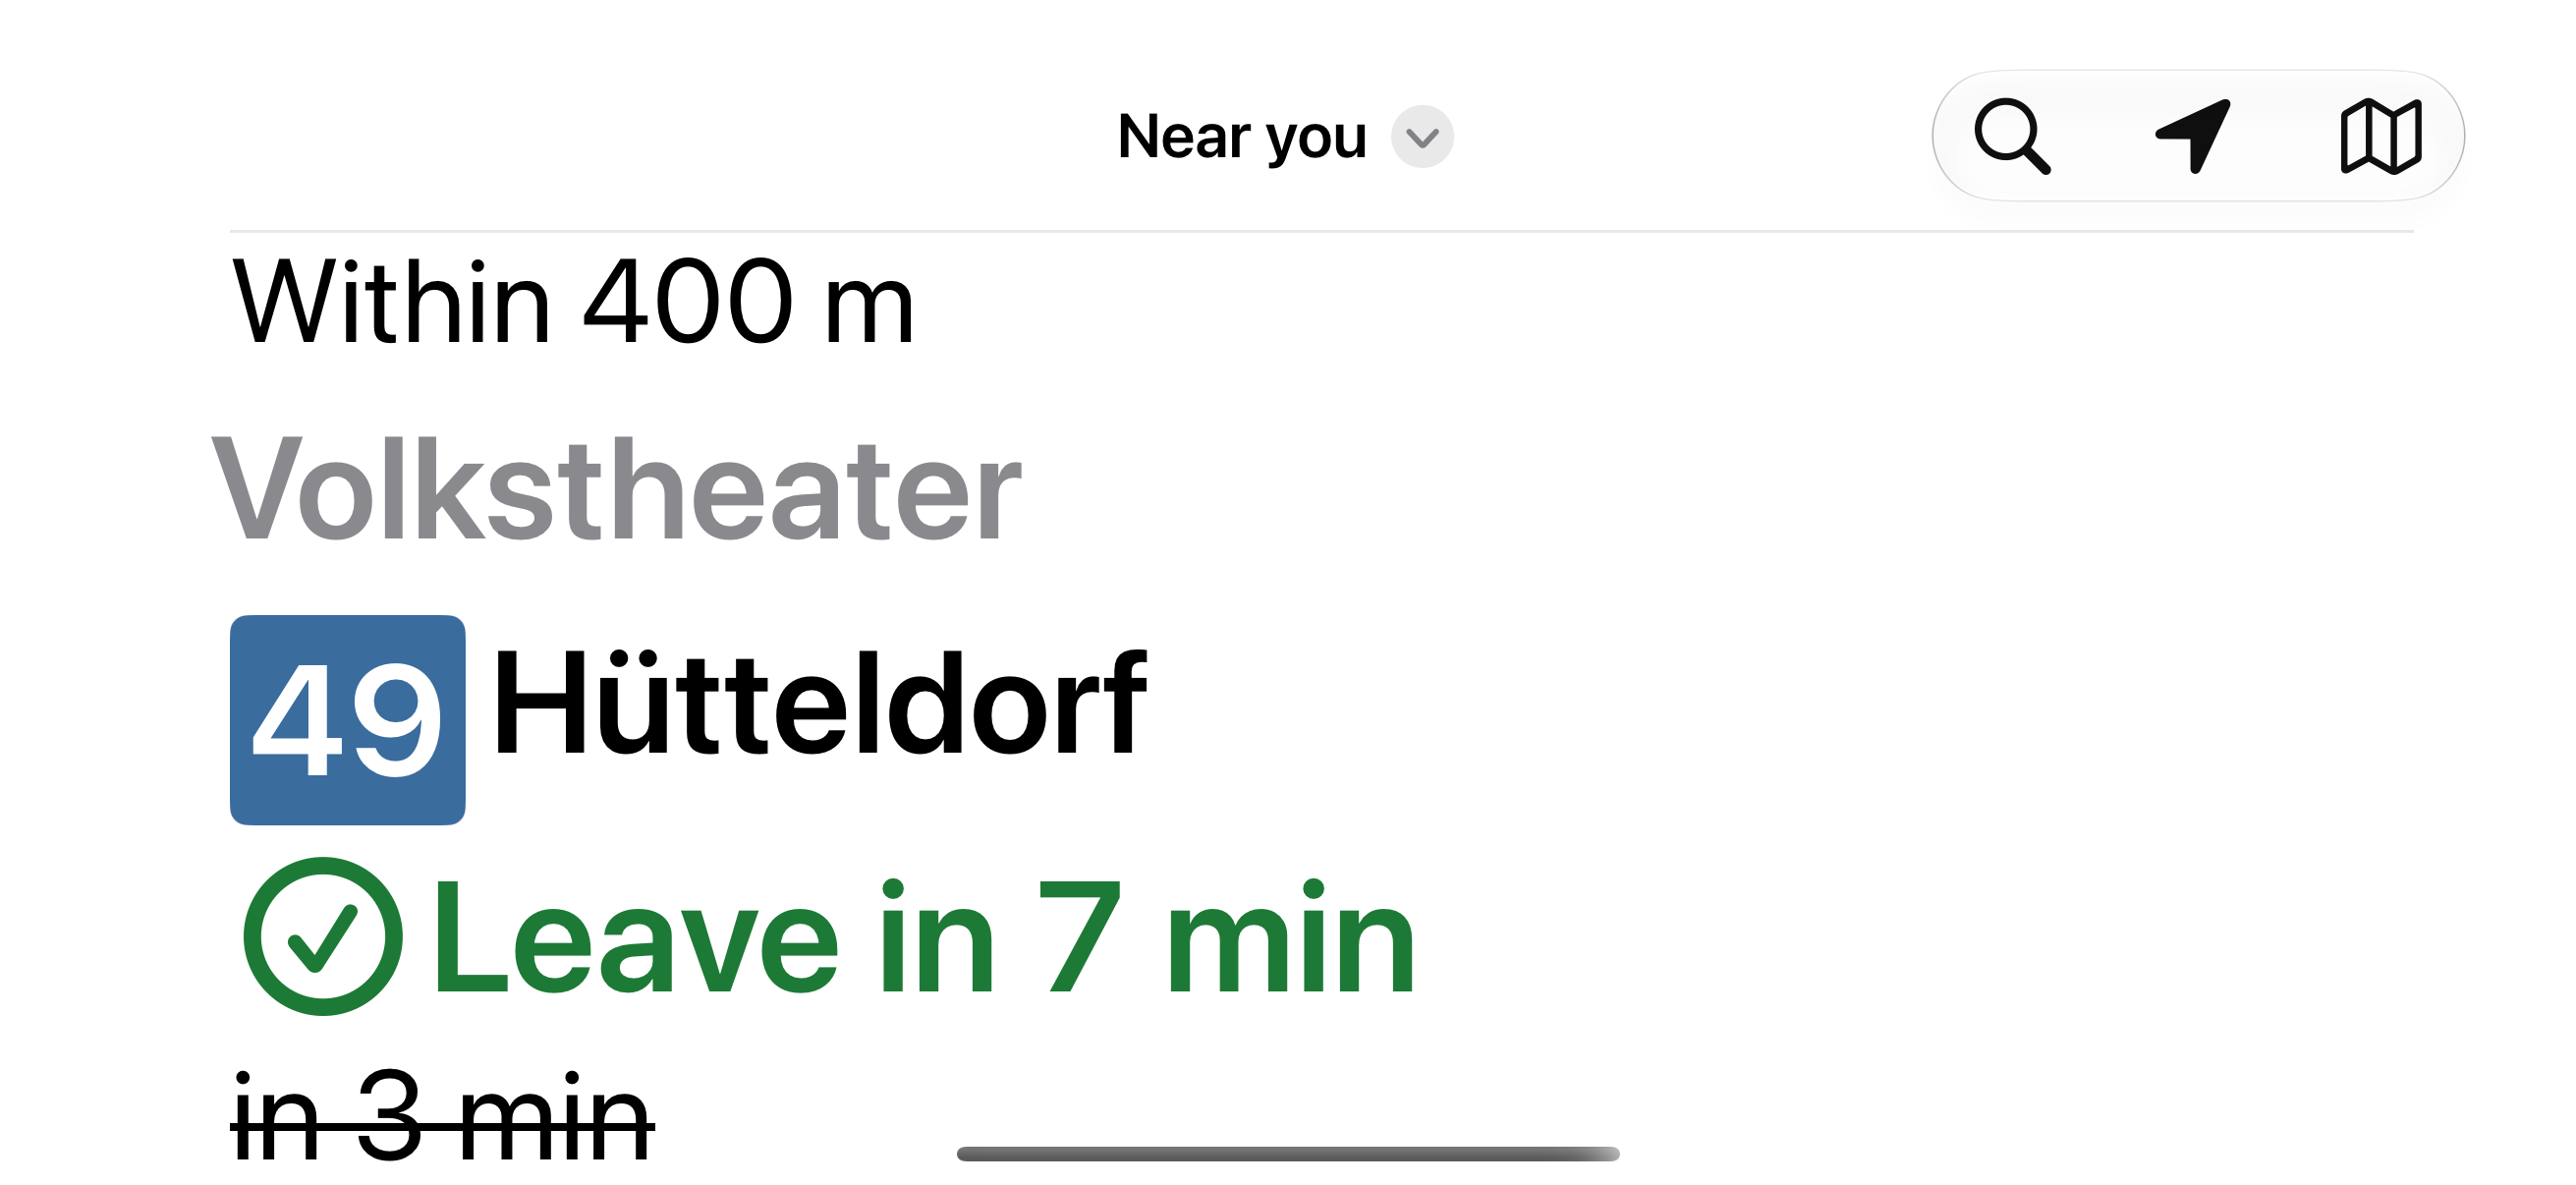 Near you
Within 400 m
Volkstheater
49 Hütteldorf
Leave in 7 min
in 3 min